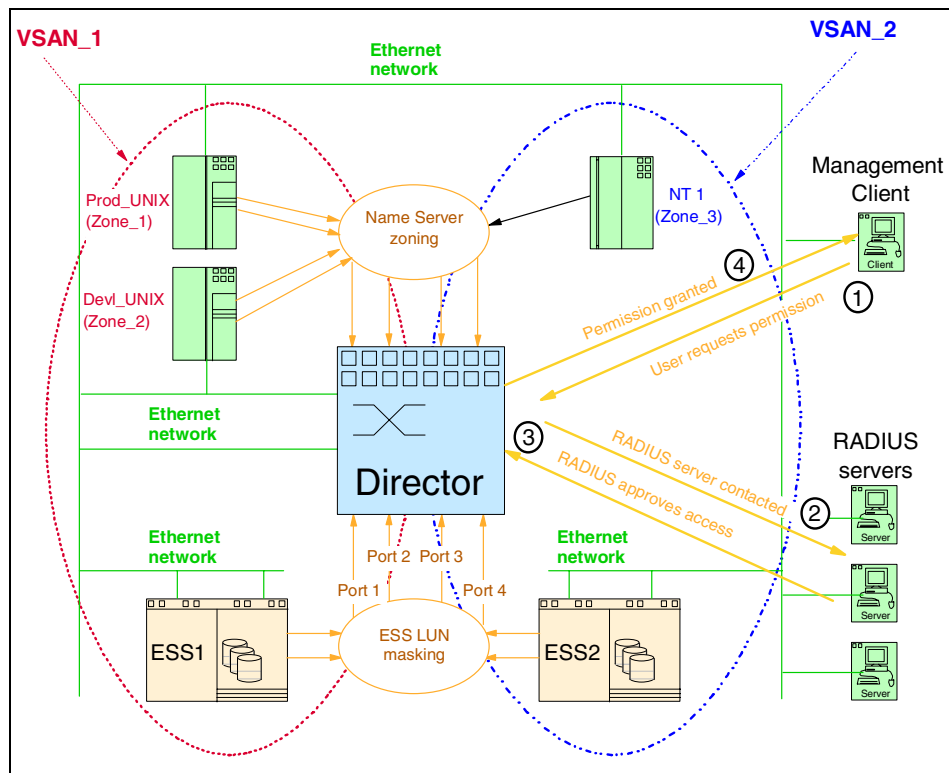 VSAN_1
VSAN_2
Ethernet
network
Prod_UNIX
(Zone_1)
Name Server
zoning
NT 1
(Zone_3)
Management
Client
Client
4
1
Devl_UNIX
(Zone_2)
Permission granted
User requests permission
Ethernet
network
3
Director
RADIUS server contacted
RADIUS approves access
RADIUS
servers
2
Server
Ethernet
network
Port 1
Port 2
Port 3
Port 4
Ethernet
network
Server
ESS1
ESS LUN
masking
ESS2
Server